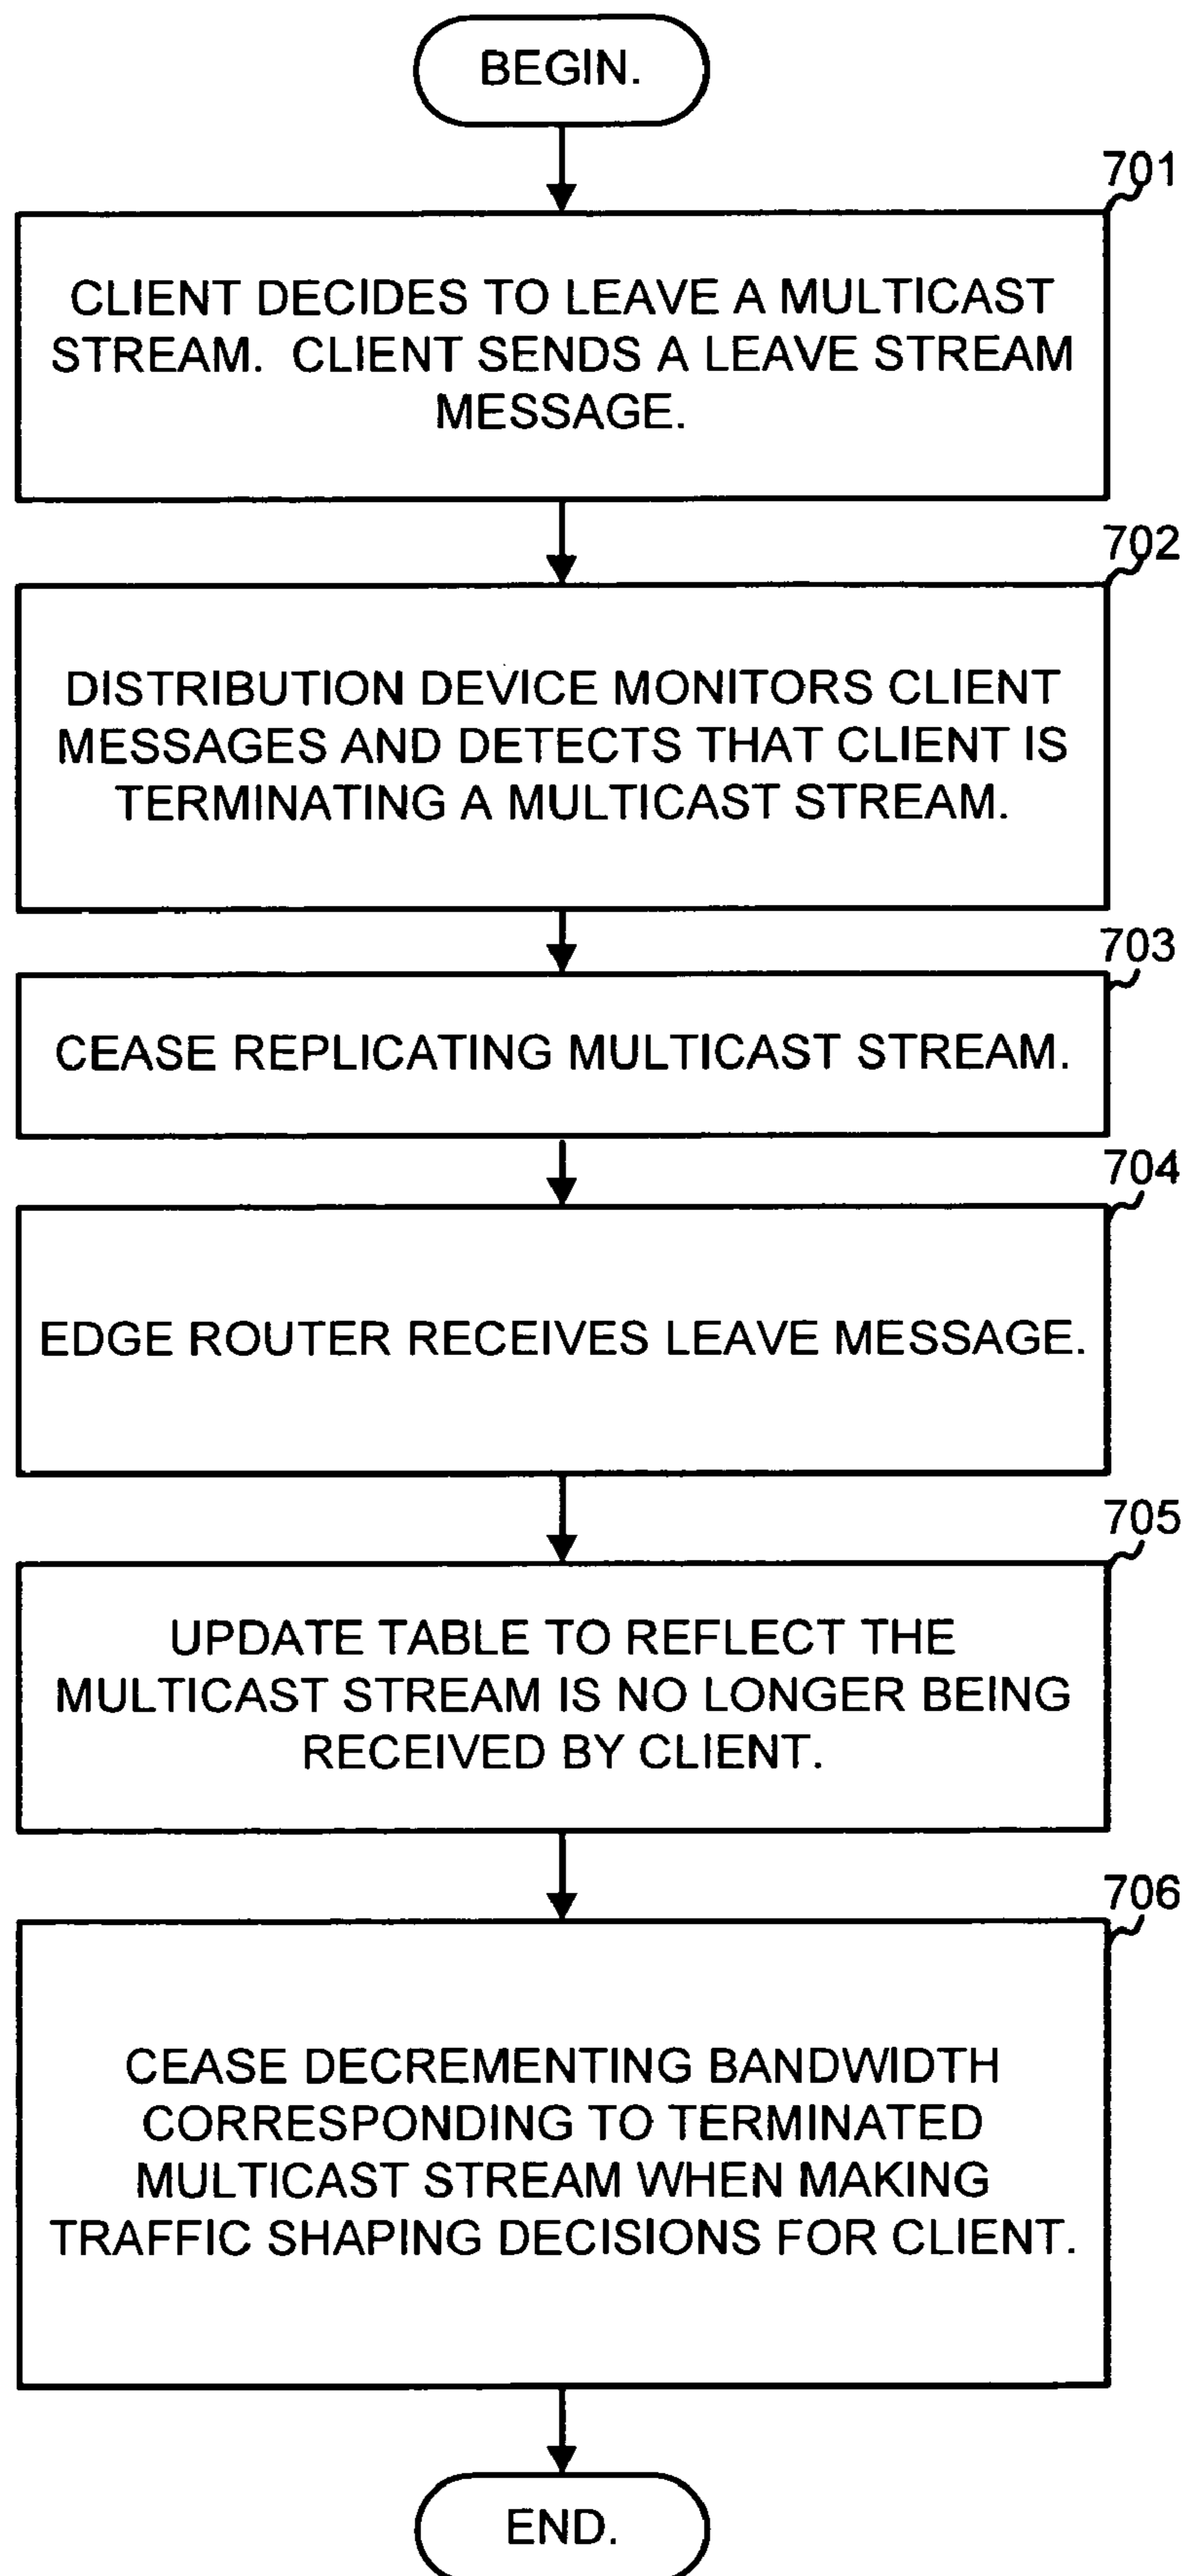 BEGIN.
701
CLIENT DECIDES TO LEAVE A MULTICAST
STREAM. CLIENT SENDS A LEAVE STREAM
MESSAGE.
702
DISTRIBUTION DEVICE MONITORS CLIENT
MESSAGES AND DETECTS THAT CLIENT IS
TERMINATING A MULTICAST STREAM.
703
CEASE REPLICATING MULTICAST STREAM.
704
EDGE ROUTER RECEIVES LEAVE MESSAGE.
705
UPDATE TABLE TO REFLECT THE
MULTICAST STREAM IS NO LONGER BEING
RECEIVED BY CLIENT.
706
CEASE DECREMENTING BANDWIDTH
CORRESPONDING TO TERMINATED
MULTICAST STREAM WHEN MAKING
TRAFFIC SHAPING DECISIONS FOR CLIENT.
END.